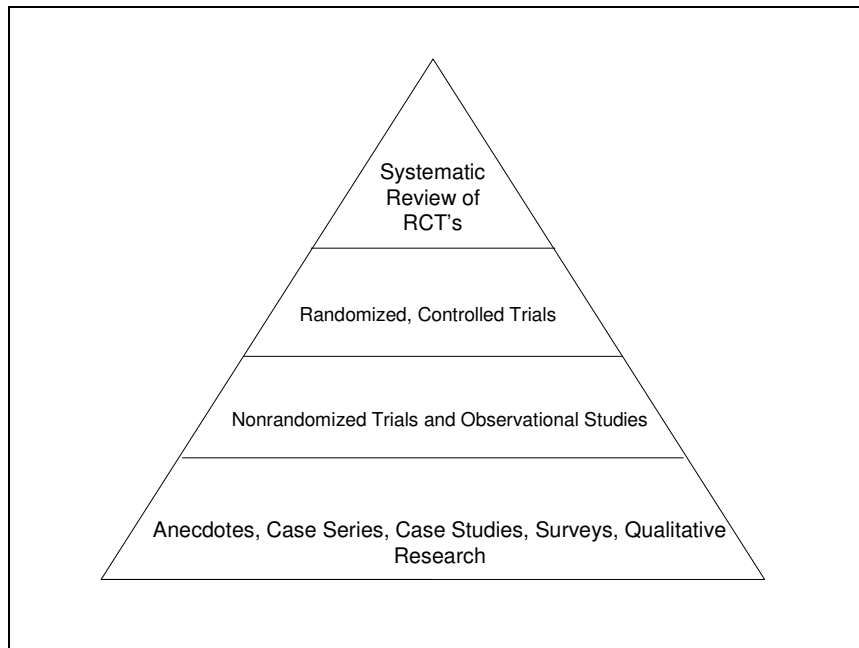 Systematic
Review of
RCT's
Randomized, Controlled Trials
Nonrandomized Trials and Observational Studies
Anecdotes, Case Series, Case Studies, Surveys, Qualitative
Research